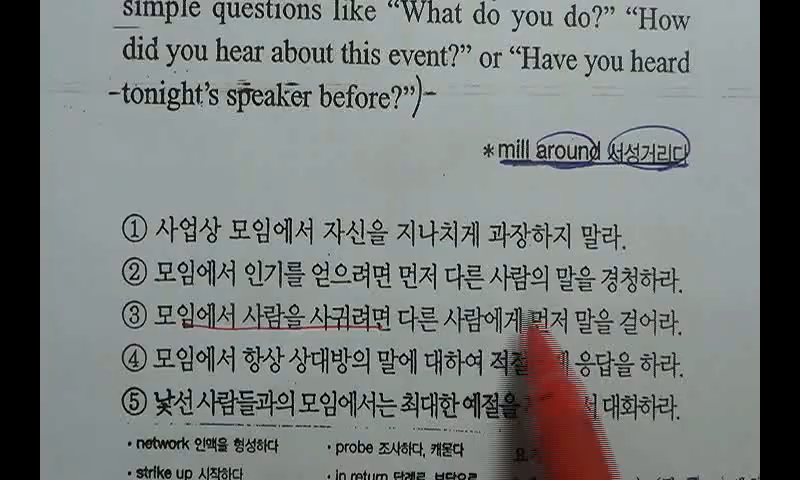 simple questions like “What do you do?” “How
did you hear about this event?” or “Have you heard
tonight's speaker before?”)
*mill around 서성거리다
① 사업상 모임에서 자신을 지나치게 과장하지 말라.
② 모임에서 인기를 얻으려면 먼저 다른 사람의 말을 경청하라.
③ 모임에서 사람을 사귀려면 다른 사람에게 먼저 말을 걸어라.
④ 모임에서 항상 상대방의 말에 대하여 응답을 하라.
⑤ 낯선 사람들과의 모임에서는 최대한 예절을 대화하라.
· network 인맥을 형성하다 · probe 조사하다, 캐묻다
· strike up 시작하다 · in return 답례로, 보답으로